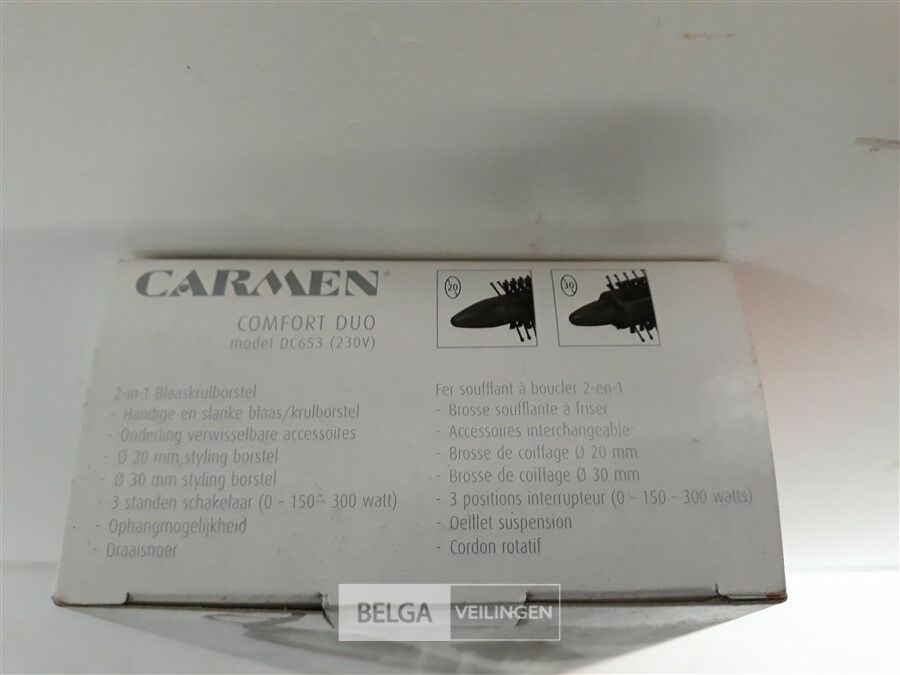 CARMEN®
COMFORT DUO
model DC653 (230V)
20
30
2-in-1 Blaaskrulborstel
- Handige en slanke blaas/krulborstel
- Onderling verwisselbare accessoires
- Ø 20 mm styling borstel
- Ø 30 mm styling borstel
- 3 standen schakelaar (0 - 150 - 300 watt)
- Ophangmogelijkheid
- Draaisnoer
Fer soufflant à boucler 2-en-1
- Brosse soufflante à friser
- Accessoires interchangeable
- Brosse de coiffage Ø 20 mm
- Brosse de coiffage Ø 30 mm
- 3 positions interrupteur (0 - 150 - 300 watts)
- Oeillet suspension
- Cordon rotatif
BELGA VEILINGEN